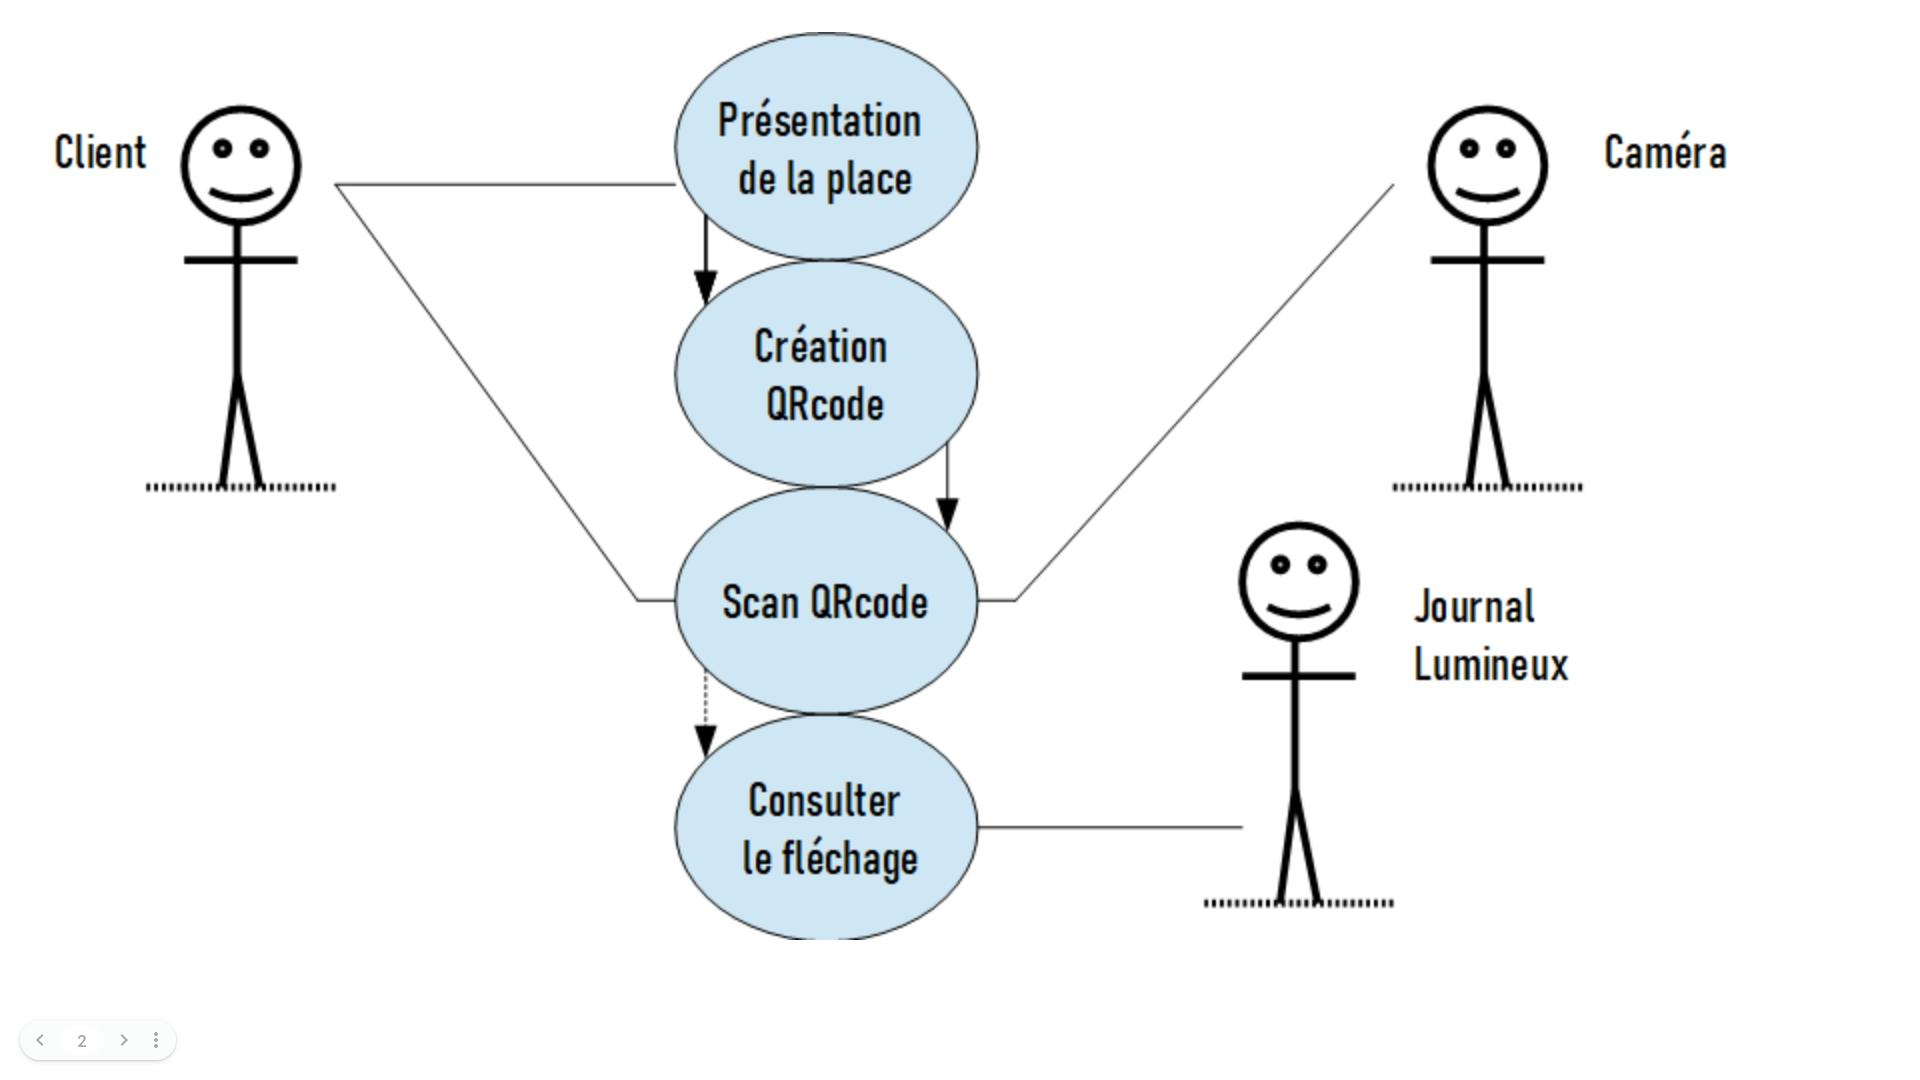 Client
Présentation
de la place
Caméra
Création
QRcode
Scan QRcode
Journal
Lumineux
Consulter
le fléchage
2